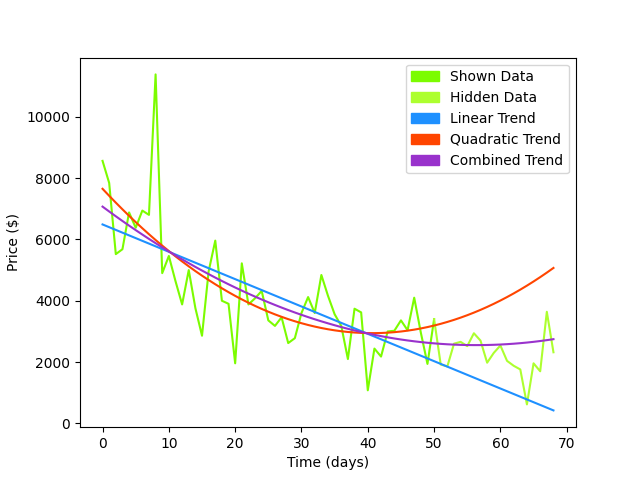 Shown Data
Hidden Data
Linear Trend
Quadratic Trend
Combined Trend
10000
8000
6000
4000
2000
0
Price ($)
0 10 20 30 40 50 60 70
Time (days)